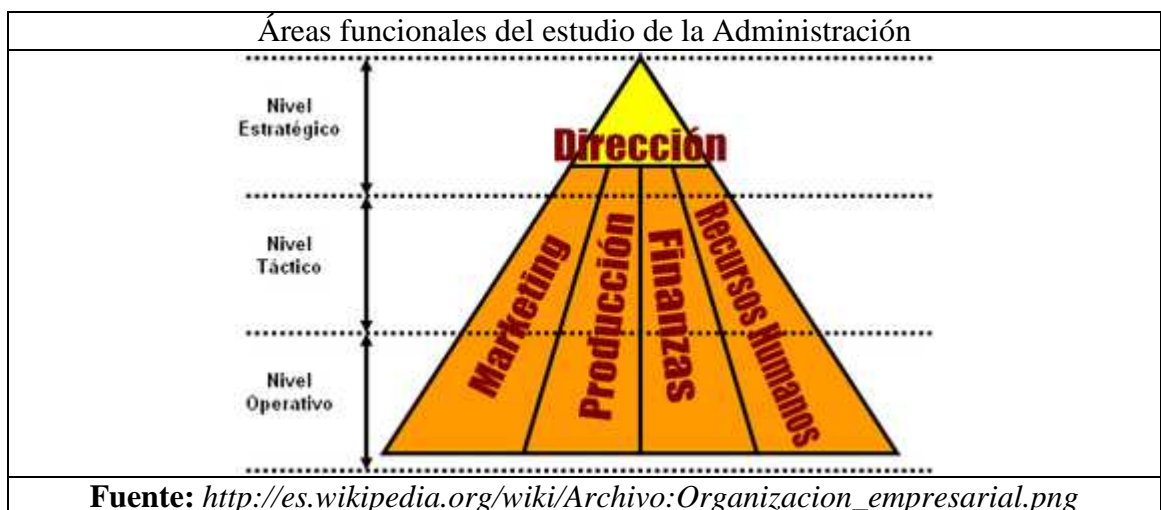 Áreas funcionales del estudio de la Administración
Nivel
Estratégico
Dirección
Nivel
Táctico
Marketing
Producción
Finanzas
Recursos Humanos
Nivel
Operativo
Fuente: http://es.wikipedia.org/wiki/Archivo:Organizacion_empresarial.png